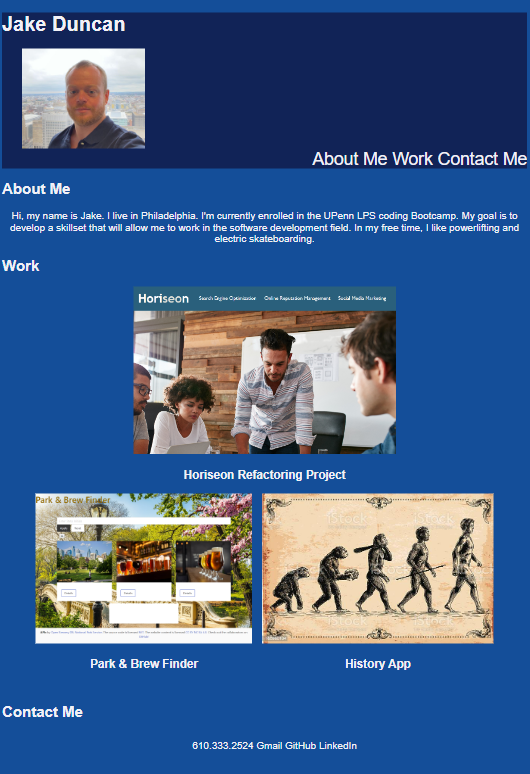 Jake Duncan
About Me Work Contact Me
About Me
Hi, my name is Jake. I live in Philadelphia. I'm currently enrolled in the UPenn LPS coding Bootcamp. My goal is to
develop a skillset that will allow me to work in the software development field. In my free time, I like powerlifting and
electric skateboarding.
Work
Horiseon Search Engine Optimization Online Reputation Management Social Media Marketing
Horiseon Refactoring Project
Park & Brew Finder
iStock
iStock
Park & Brew Finder
History App
Contact Me
610.333.2524 Gmail GitHub LinkedIn